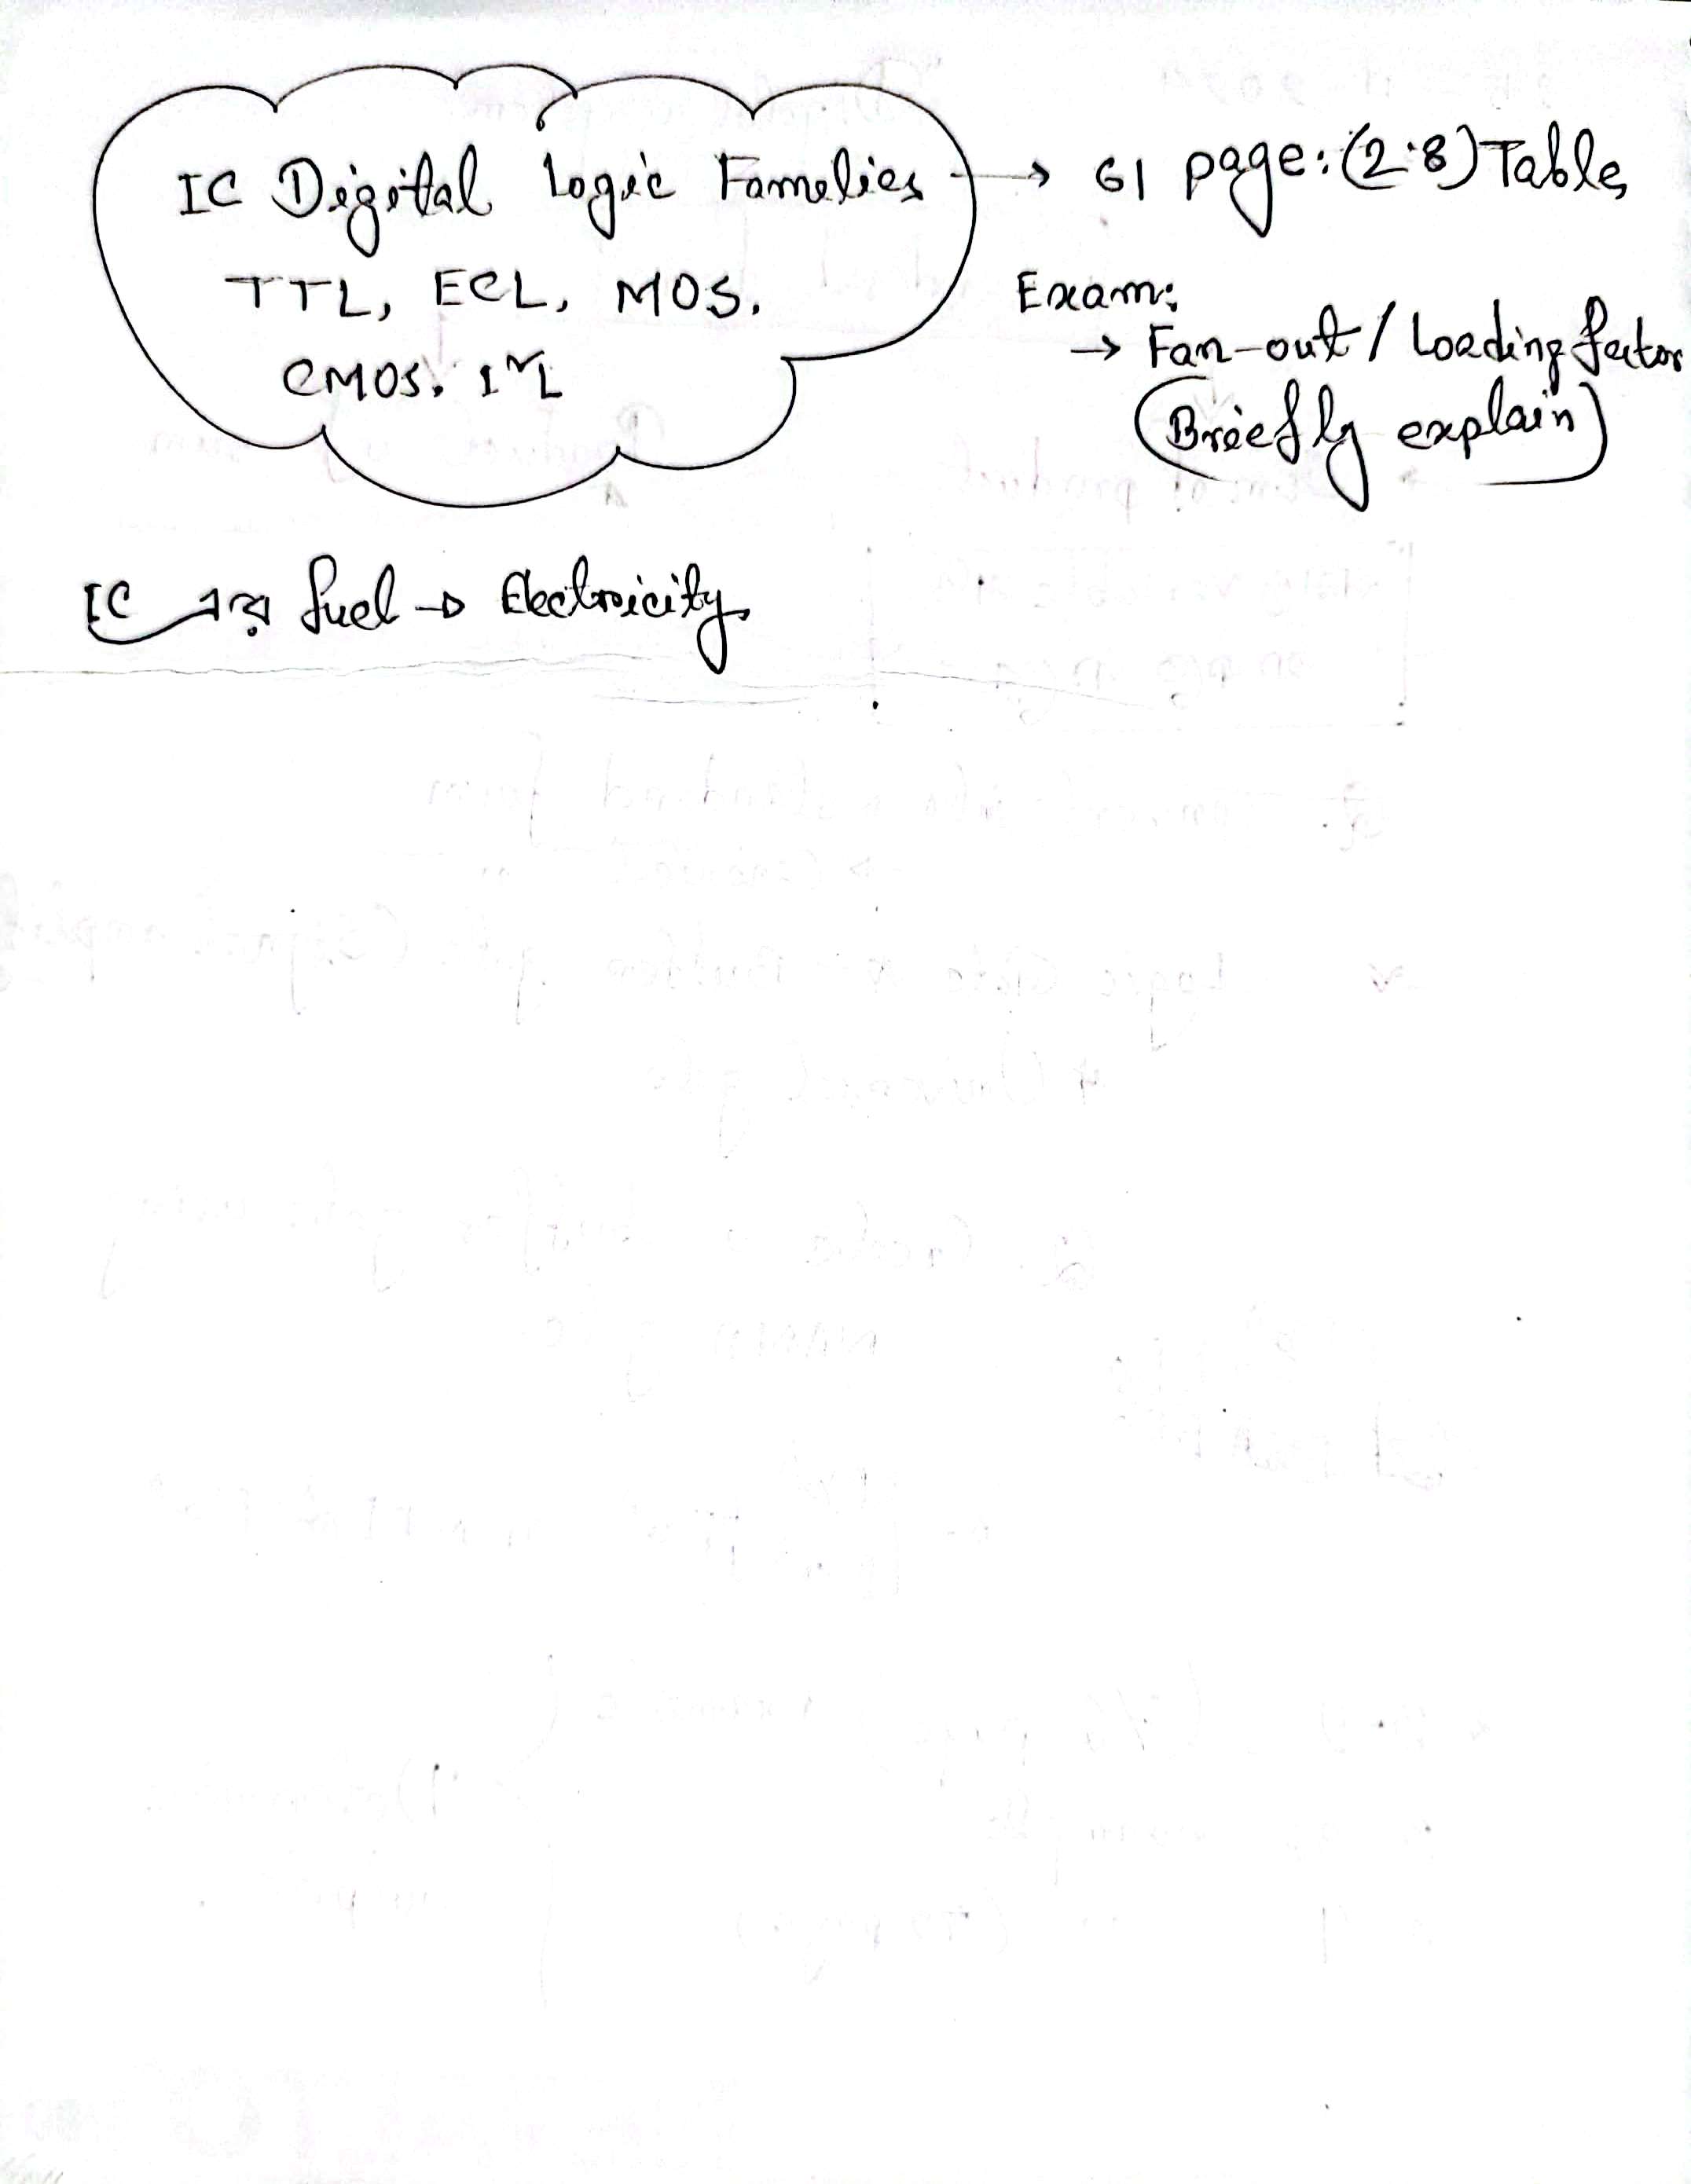 IC Digital Logic Families → 61 page: (2.8) Table
TTL, ECL, MOS,
CMOS, I²L
Exam:
→ Fan-out / Loading factor
(Briefly explain)
IC এর fuel → Electricity